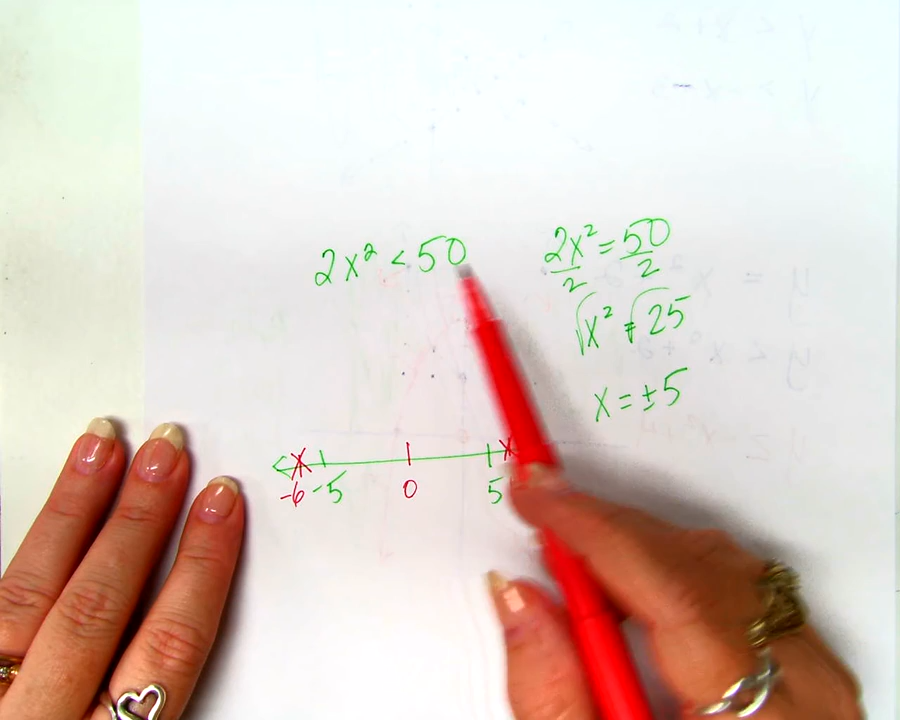 2x² < 50
2x² = 50
2 2
√x² = √25
x = ±5
x x
-6 -5 0 5